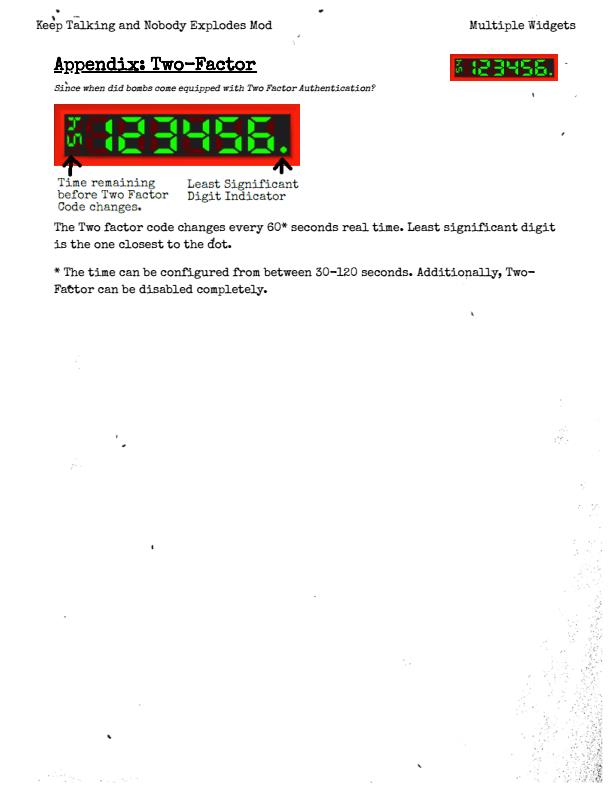 Keep Talking and Nobody Explodes Mod
Multiple Widgets
Appendix: Two-Factor
45 123456.
Since when did bombs come equipped with Two Factor Authentication?
45 123456.
Time remaining
before Two Factor
Code changes.
Least Significant
Digit Indicator
The Two factor code changes every 60* seconds real time. Least significant digit
is the one closest to the dot.
* The time can be configured from between 30-120 seconds. Additionally, Two-
Factor can be disabled completely.